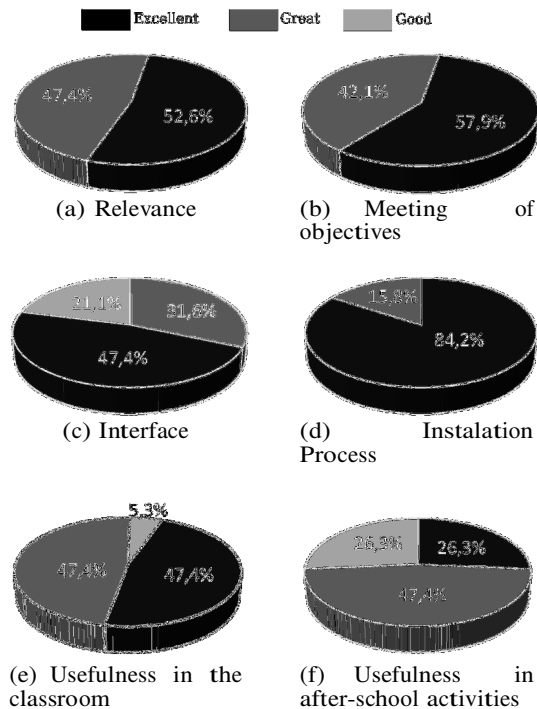 Excellent Great Good
47,4% 52,6%
42,1% 57,9%
(a) Relevance
(b) Meeting of
objectives
21,1% 31,6%
47,4%
15,8%
84,2%
(c) Interface
(d) Instalation
Process
5,3%
47,4% 47,4%
26,3% 26,3%
47,4%
(e) Usefulness in the
classroom
(f) Usefulness in
after-school activities